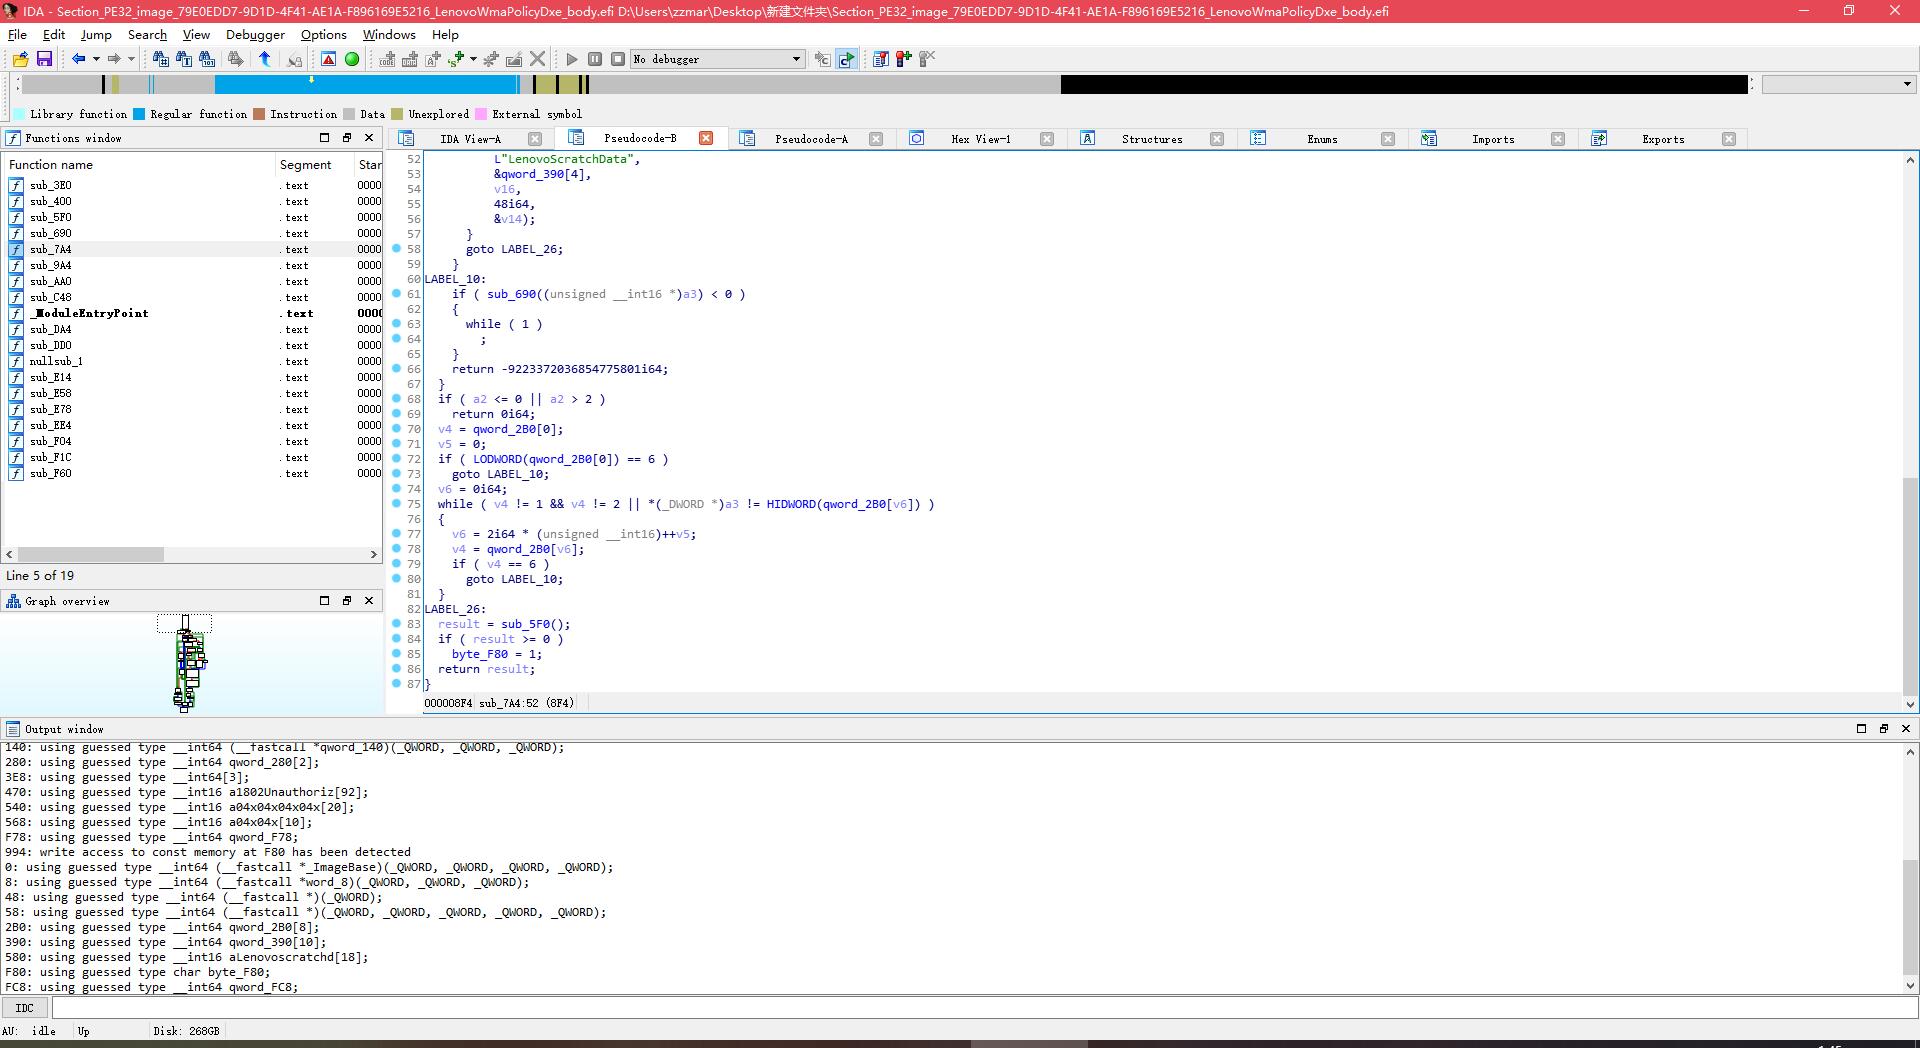 IDA - Section_PE32_image_79E0EDD7-9D1D-4F41-AE1A-F896169E5216_LenovoWmaPolicyDxe_body.efi D:\Users\zzmar\Desktop\新建文件夹\Section_PE32_image_79E0EDD7-9D1D-4F41-AE1A-F896169E5216_LenovoWmaPolicyDxe_body.efi
File Edit Jump Search View Debugger Options Windows Help
No debugger
Library function Regular function Instruction Data Unexplored External symbol
Functions window
Function name Segment Star
sub_3E0 .text 0000
sub_400 .text 0000
sub_5F0 .text 0000
sub_690 .text 0000
sub_7A4 .text 0000
sub_9A4 .text 0000
sub_AA0 .text 0000
sub_C48 .text 0000
_ModuleEntryPoint .text 0000
sub_DA4 .text 0000
sub_DD0 .text 0000
nullsub_1 .text 0000
sub_E14 .text 0000
sub_E58 .text 0000
sub_E78 .text 0000
sub_EE4 .text 0000
sub_F04 .text 0000
sub_F1C .text 0000
sub_F60 .text 0000
Line 5 of 19
Graph overview
IDA View-A Pseudocode-B Pseudocode-A Hex View-1 Structures Enums Imports Exports
52 L"LenovoScratchData",
53 &qword_390[4],
54 v16,
55 48i64,
56 &v14);
57 }
58 goto LABEL_26;
59 }
60 LABEL_10:
61 if ( sub_690((unsigned __int16 *)a3) < 0 )
62 {
63 while ( 1 )
64 ;
65 }
66 return -9223372036854775801i64;
67 }
68 if ( a2 <= 0 || a2 > 2 )
69 return 0i64;
70 v4 = qword_2B0[0];
71 v5 = 0;
72 if ( LODWORD(qword_2B0[0]) == 6 )
73 goto LABEL_10;
74 v6 = 0i64;
75 while ( v4 != 1 && v4 != 2 || *(_DWORD *)a3 != HIDWORD(qword_2B0[v6]) )
76 {
77 v6 = 2i64 * (unsigned __int16)++v5;
78 v4 = qword_2B0[v6];
79 if ( v4 == 6 )
80 goto LABEL_10;
81 }
82 LABEL_26:
83 result = sub_5F0();
84 if ( result >= 0 )
85 byte_F80 = 1;
86 return result;
87 }
000008F4 sub_7A4:52 (8F4)
Output window
140: using guessed type __int64 (__fastcall *qword_140)(_QWORD, _QWORD, _QWORD);
280: using guessed type __int64 qword_280[2];
3E8: using guessed type __int64[3];
470: using guessed type __int16 a1802Unauthoriz[92];
540: using guessed type __int16 a04x04x04x04x[20];
568: using guessed type __int16 a04x04x[10];
F78: using guessed type __int64 qword_F78;
994: write access to const memory at F80 has been detected
0: using guessed type __int64 (__fastcall *_ImageBase)(_QWORD, _QWORD, _QWORD, _QWORD);
8: using guessed type __int64 (__fastcall *word_8)(_QWORD, _QWORD, _QWORD);
48: using guessed type __int64 (__fastcall *)(_QWORD);
58: using guessed type __int64 (__fastcall *)(_QWORD, _QWORD, _QWORD, _QWORD, _QWORD);
2B0: using guessed type __int64 qword_2B0[8];
390: using guessed type __int64 qword_390[10];
580: using guessed type __int16 aLenovoscratchd[18];
F80: using guessed type char byte_F80;
FC8: using guessed type __int64 qword_FC8;
IDC
AU: idle Up Disk: 268GB